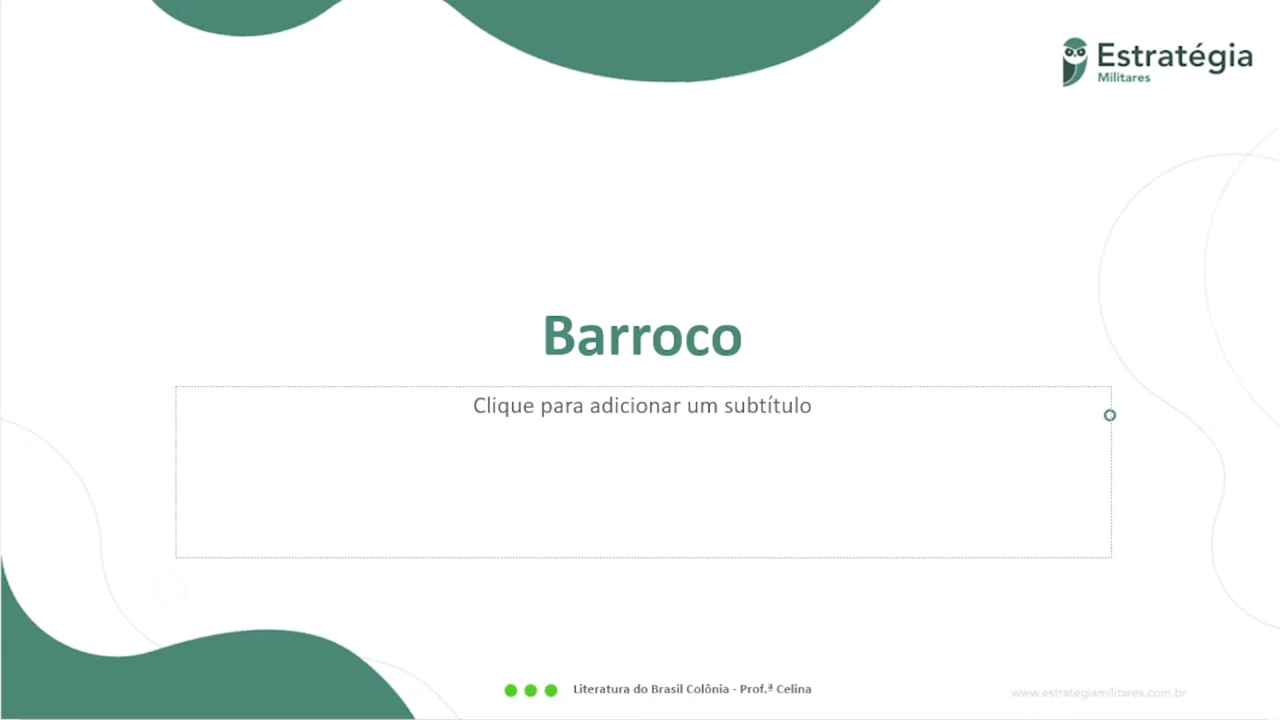 Estratégia
Militares
Barroco
Clique para adicionar um subtítulo
Literatura do Brasil Colônia - Prof.ª Celina
www.estrategiamilitares.com.br